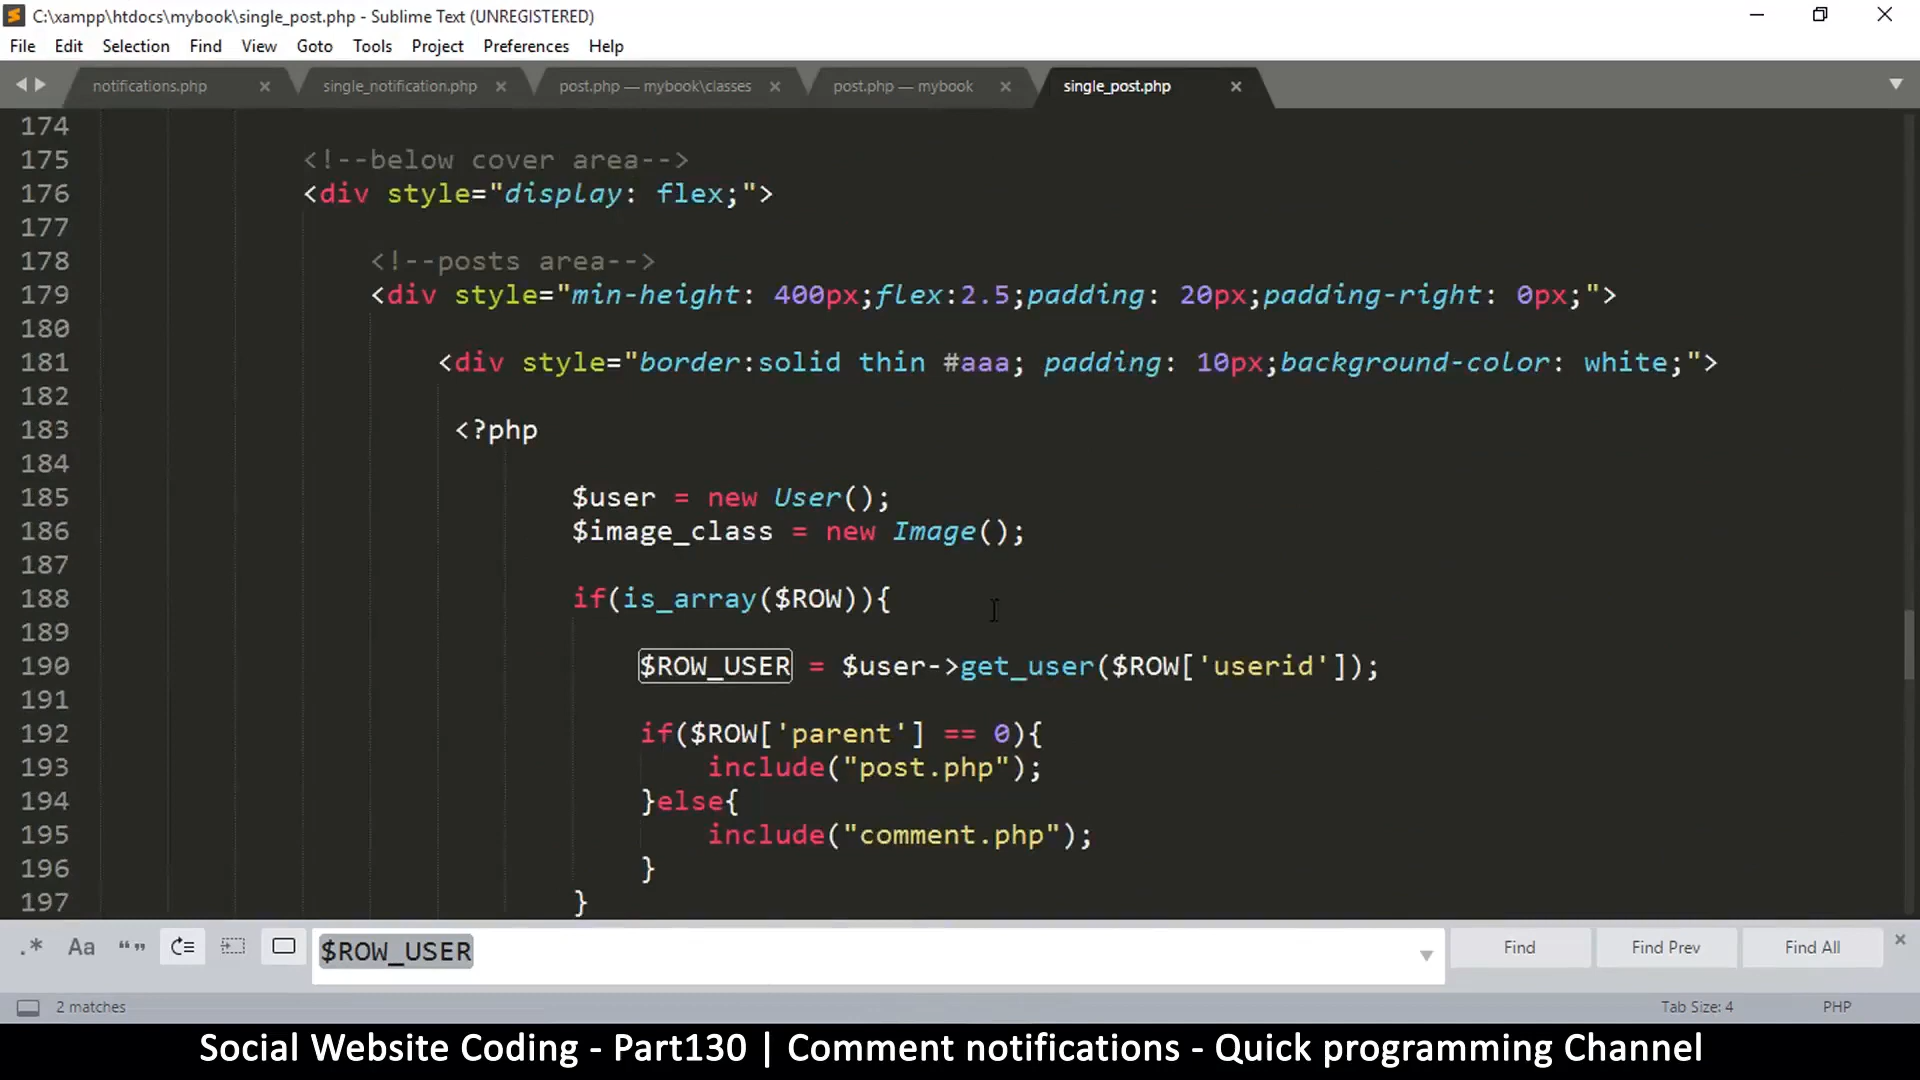 C:\xampp\htdocs\mybook\single_post.php - Sublime Text (UNREGISTERED)
File Edit Selection Find View Goto Tools Project Preferences Help
notifications.php single_notification.php post.php — mybook\classes post.php — mybook single_post.php
174
175 <!--below cover area-->
176 <div style="display: flex;">
177
178 <!--posts area-->
179 <div style="min-height: 400px;flex:2.5;padding: 20px;padding-right: 0px;">
180
181 <div style="border:solid thin #aaa; padding: 10px;background-color: white;">
182
183 <?php
184
185 $user = new User();
186 $image_class = new Image();
187
188 if(is_array($ROW)){
189
190 $ROW_USER = $user->get_user($ROW['userid']);
191
192 if($ROW['parent'] == 0){
193 include("post.php");
194 }else{
195 include("comment.php");
196 }
197 }
.* Aa “ ” $ROW_USER Find Find Prev Find All
2 matches Tab Size: 4 PHP
Social Website Coding - Part130 | Comment notifications - Quick programming Channel